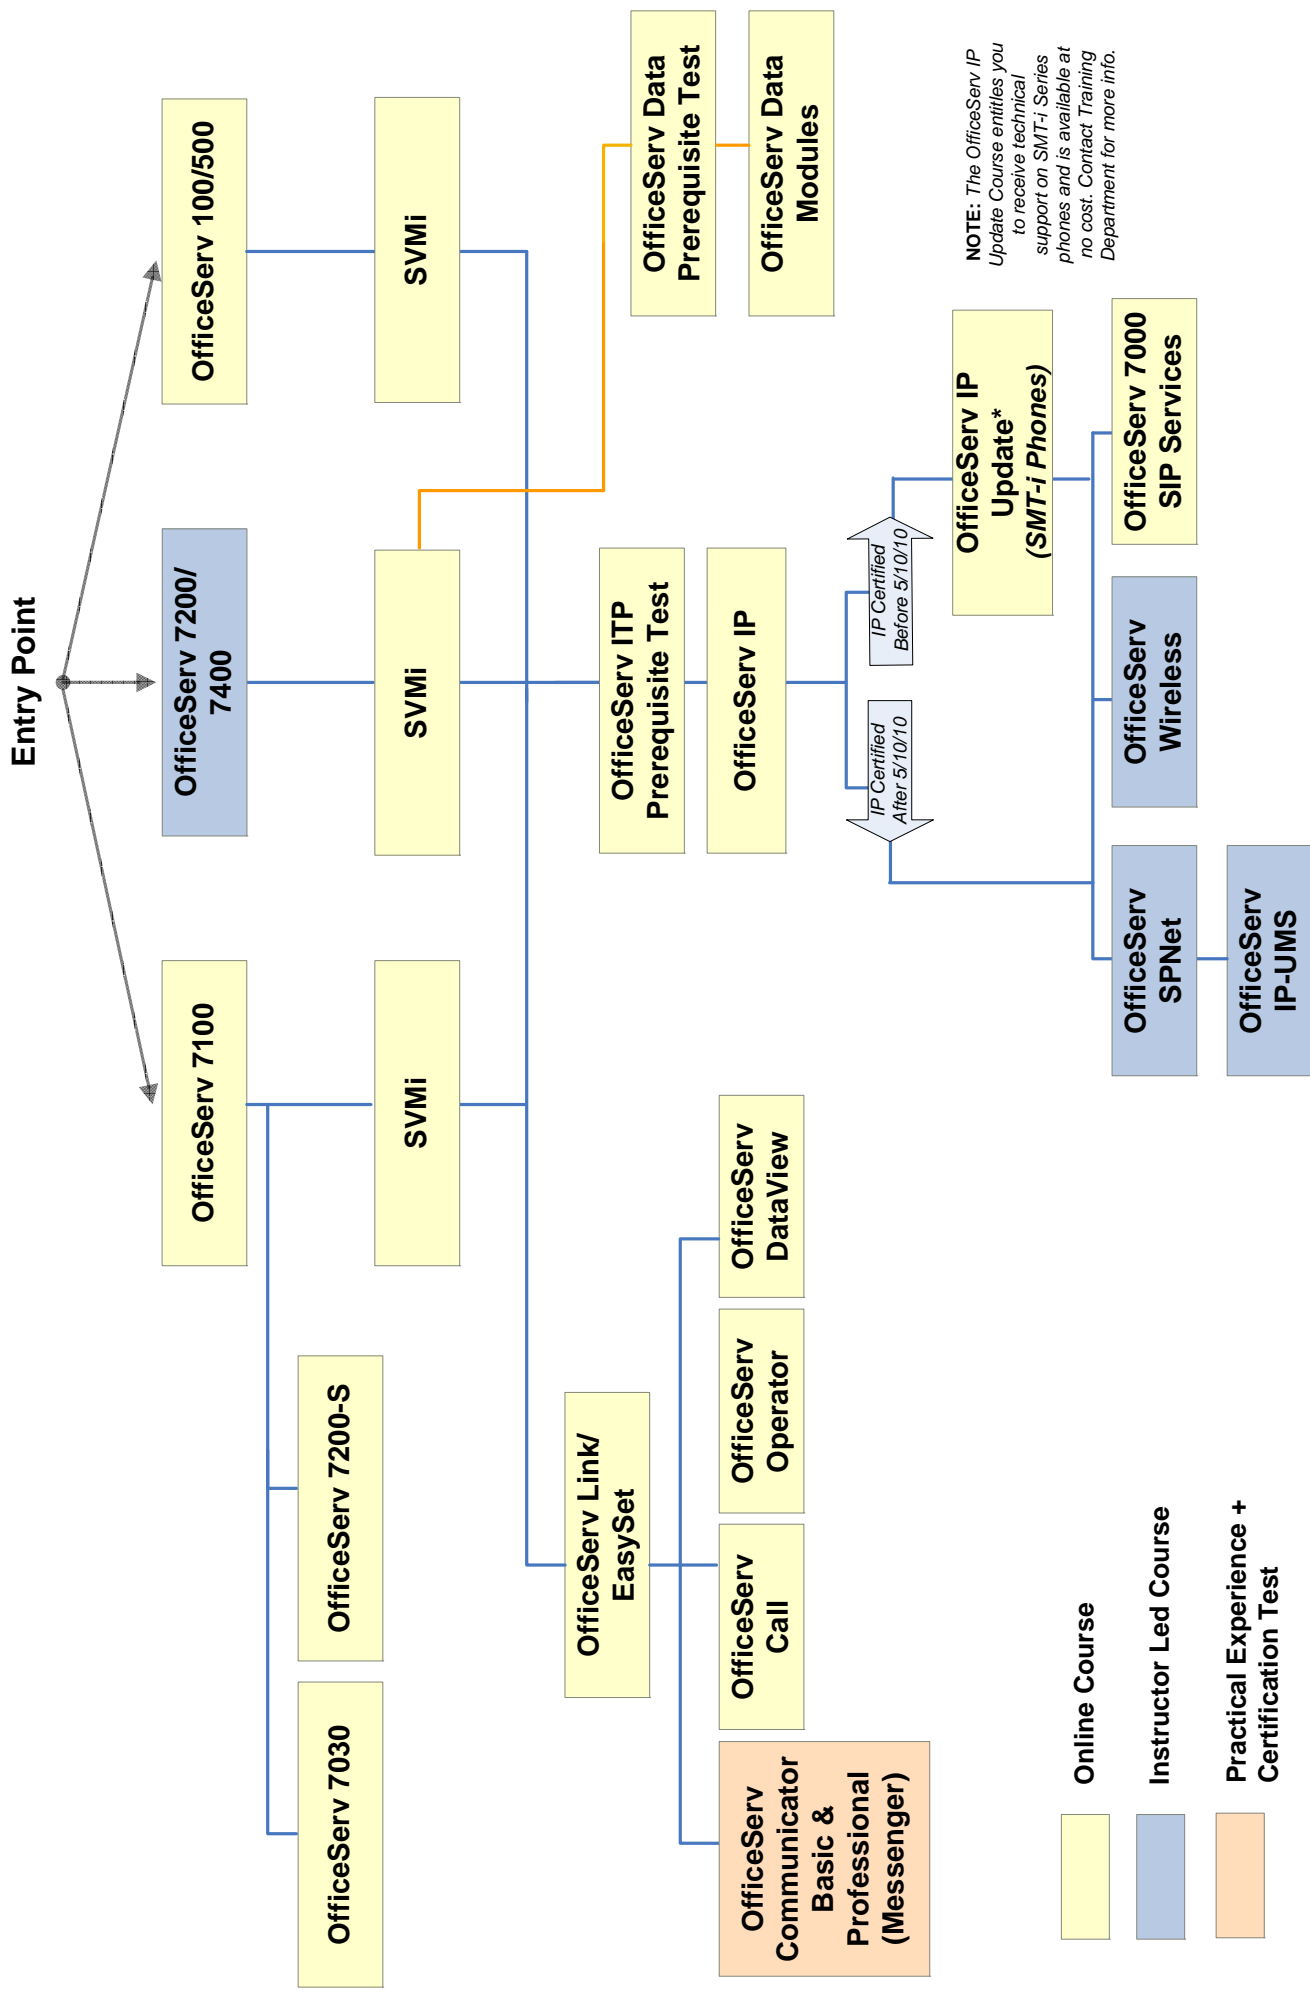 Entry Point
OfficeServ 7100
OfficeServ 7200/
7400
OfficeServ 100/500
OfficeServ 7030
OfficeServ 7200-S
SVMi
SVMi
SVMi
OfficeServ Link/
EasySet
OfficeServ ITP
Prerequisite Test
OfficeServ Data
Prerequisite Test
OfficeServ
Communicator
Basic &
Professional
(Messenger)
OfficeServ
Call
OfficeServ
Operator
OfficeServ
DataView
OfficeServ IP
OfficeServ Data
Modules
IP Certified
After 5/10/10
IP Certified
Before 5/10/10
OfficeServ IP
Update*
(SMT-i Phones)
NOTE: The OfficeServ IP
Update Course entitles you
to receive technical
support on SMT-i Series
phones and is available at
no cost. Contact Training
Department for more info.
OfficeServ
SPNet
OfficeServ
Wireless
OfficeServ 7000
SIP Services
OfficeServ
IP-UMS
Online Course
Instructor Led Course
Practical Experience +
Certification Test